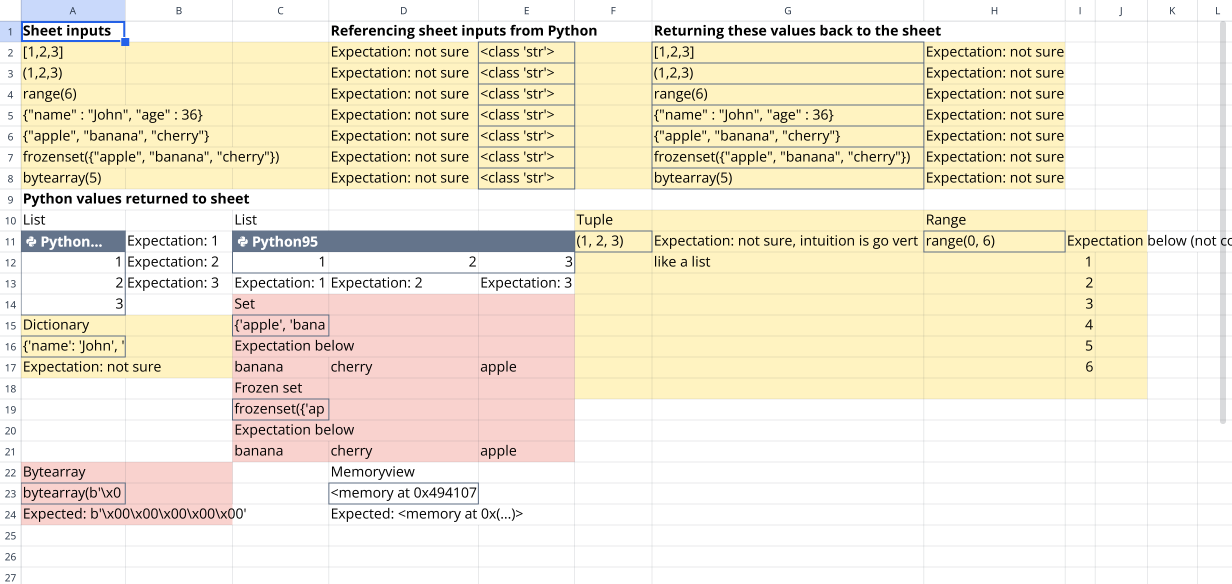 A B C D E F G H I J K L
1 Sheet inputs Referencing sheet inputs from Python Returning these values back to the sheet
2 [1,2,3] Expectation: not sure <class 'str'> [1,2,3] Expectation: not sure
3 (1,2,3) Expectation: not sure <class 'str'> (1,2,3) Expectation: not sure
4 range(6) Expectation: not sure <class 'str'> range(6) Expectation: not sure
5 {"name" : "John", "age" : 36} Expectation: not sure <class 'str'> {"name" : "John", "age" : 36} Expectation: not sure
6 {"apple", "banana", "cherry"} Expectation: not sure <class 'str'> {"apple", "banana", "cherry"} Expectation: not sure
7 frozenset({"apple", "banana", "cherry"}) Expectation: not sure <class 'str'> frozenset({"apple", "banana", "cherry"}) Expectation: not sure
8 bytearray(5) Expectation: not sure <class 'str'> bytearray(5) Expectation: not sure
9 Python values returned to sheet
10 List List Tuple Range
11 Python... Expectation: 1 Python95 (1, 2, 3) Expectation: not sure, intuition is go vert range(0, 6) Expectation below (not co
12 1 Expectation: 2 1 2 3 like a list 1
13 2 Expectation: 3 Expectation: 1 Expectation: 2 Expectation: 3 2
14 3 Set 3
15 Dictionary {'apple', 'bana 4
16 {'name': 'John', ' Expectation below 5
17 Expectation: not sure banana cherry apple 6
18 Frozen set
19 frozenset({'ap
20 Expectation below
21 banana cherry apple
22 Bytearray Memoryview
23 bytearray(b'\x0 <memory at 0x494107
24 Expected: b'\x00\x00\x00\x00\x00' Expected: <memory at 0x(...)>
25
26
27